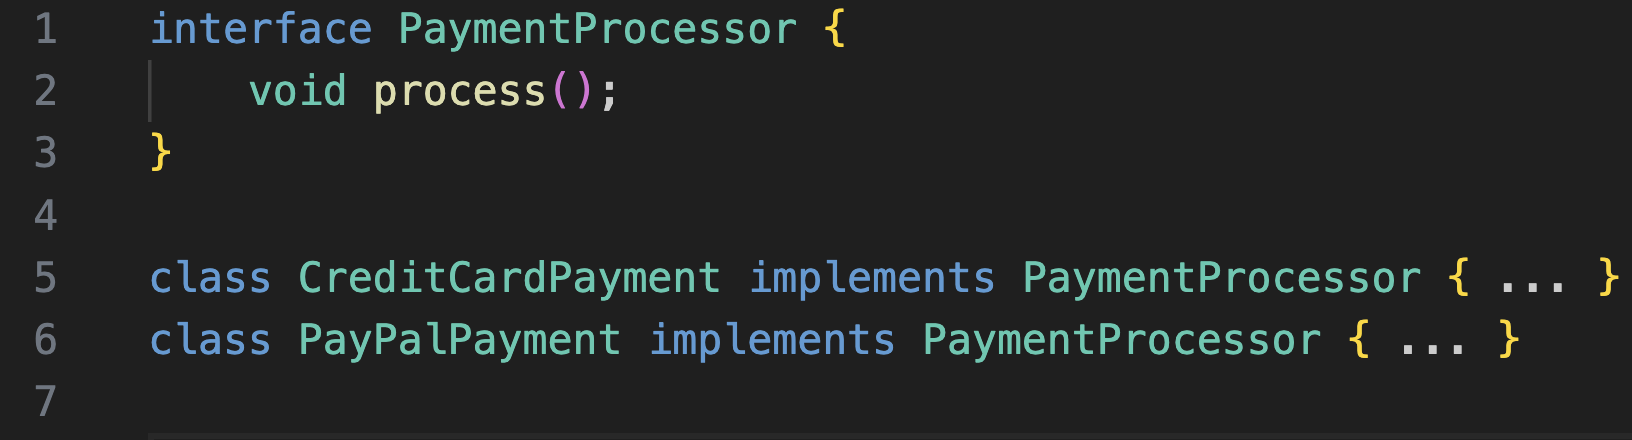 1 interface PaymentProcessor {
2     void process();
3 }
4
5 class CreditCardPayment implements PaymentProcessor { ... }
6 class PayPalPayment implements PaymentProcessor { ... }
7